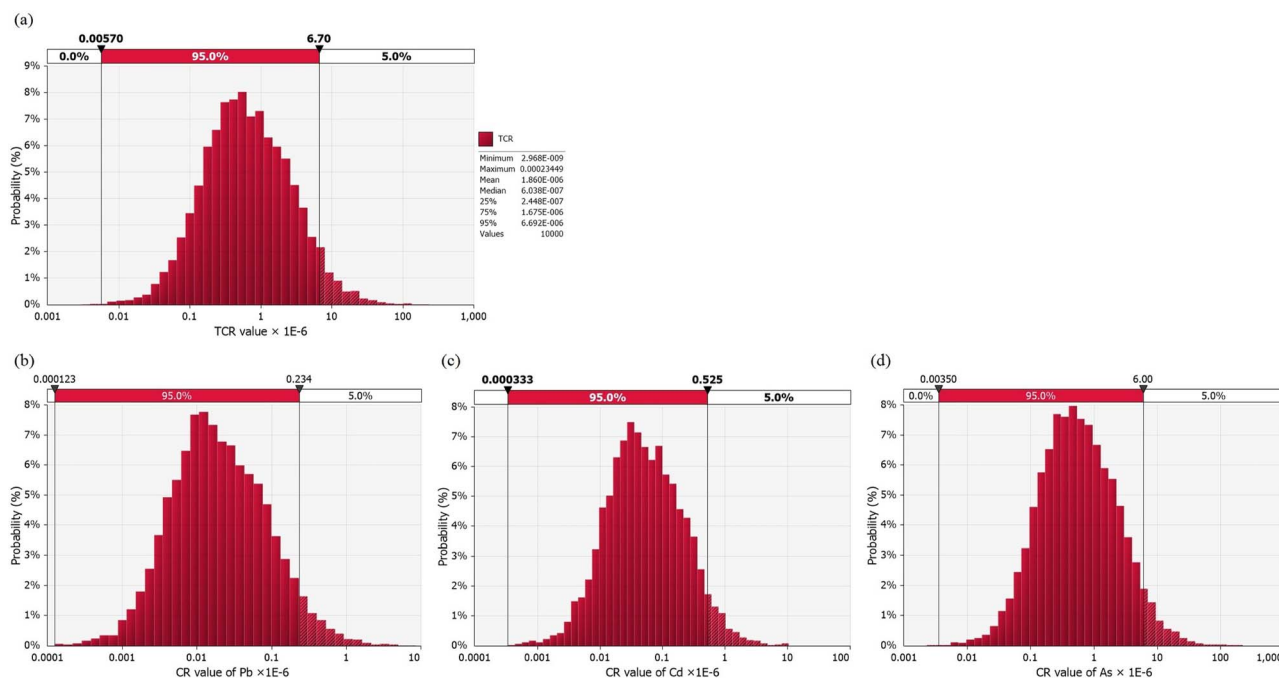 (a)
0.00570 6.70
0.0% 95.0% 5.0%
9%
8%
7%
6%
5%
4%
3%
2%
1%
0%
Probability (%)
0.001 0.01 0.1 1 10 100 1,000
TCR value × 1E-6
TCR
Minimum 2.968E-009
Maximum 0.00023449
Mean 1.860E-006
Median 6.038E-007
25% 2.448E-007
75% 1.675E-006
95% 6.692E-006
Values 10000
(b)
0.000123 0.234
95.0% 5.0%
8%
7%
6%
5%
4%
3%
2%
1%
0%
Probability (%)
0.0001 0.001 0.01 0.1 1 10
CR value of Pb ×1E-6
(c)
0.000333 0.525
95.0% 5.0%
8%
7%
6%
5%
4%
3%
2%
1%
0%
Probability (%)
0.0001 0.001 0.01 0.1 1 10 100
CR value of Cd ×1E-6
(d)
0.00350 6.00
0.0% 95.0% 5.0%
8%
7%
6%
5%
4%
3%
2%
1%
0%
Probability (%)
0.001 0.01 0.1 1 10 100 1,000
CR value of As × 1E-6